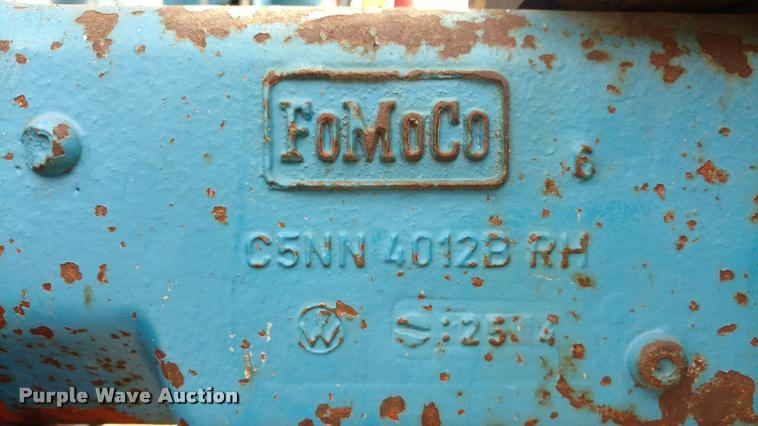 FoMoCo
6
C5NN 4012B RH
W
Purple Wave Auction®